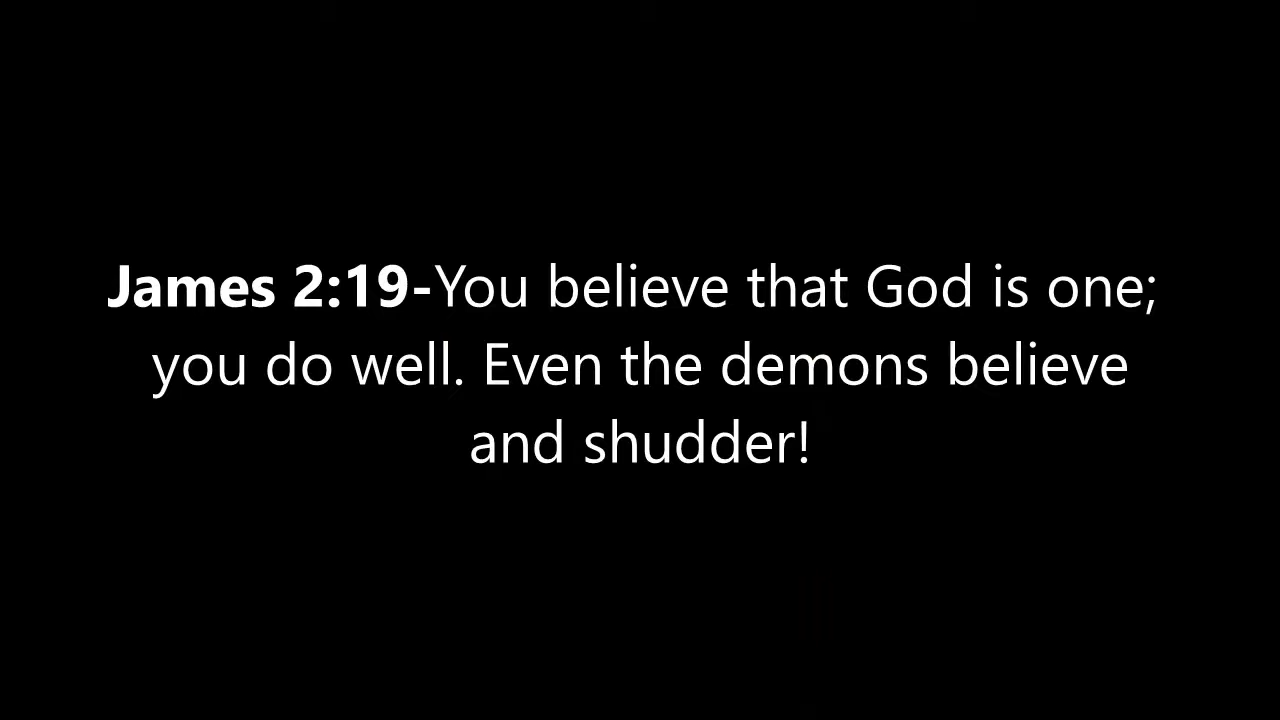 James 2:19-You believe that God is one;
you do well. Even the demons believe
and shudder!